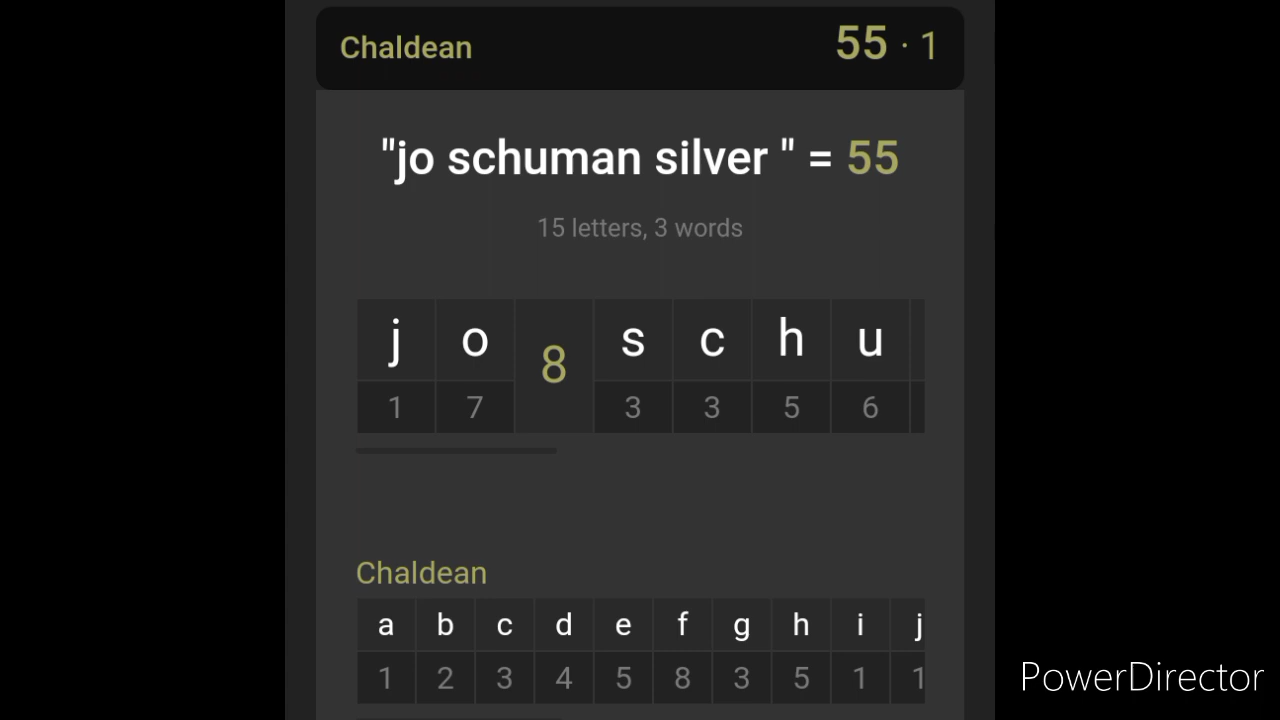 Chaldean 55 · 1
"jo schuman silver " = 55
15 letters, 3 words
j o 8 s c h u
1 7 3 3 5 6
Chaldean
a b c d e f g h i j
1 2 3 4 5 8 3 5 1 1
PowerDirector